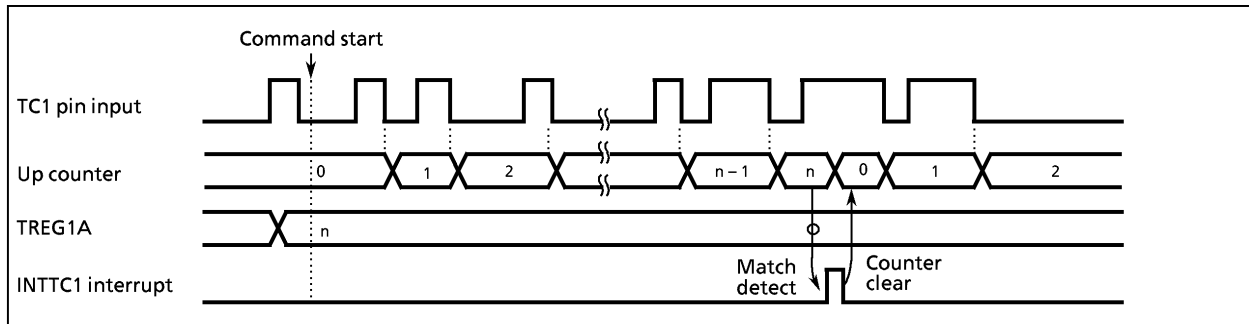 Command start
TC1 pin input
Up counter
0
1
2
n – 1
n
0
1
2
TREG1A
n
INTTC1 interrupt
Match
detect
Counter
clear